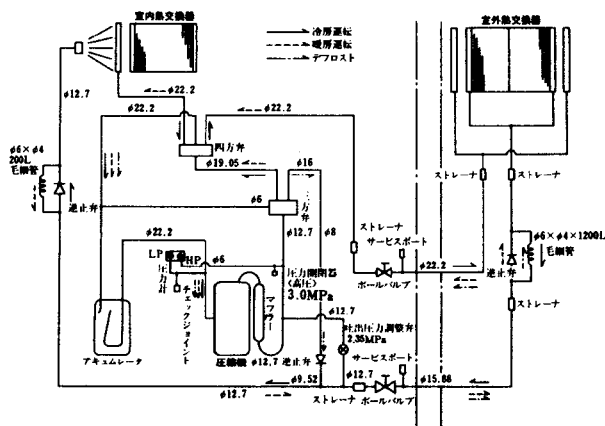 室内熱交換器
冷房運転
暖房運転
デフロスト
室外熱交換器
φ12.7
φ22.2
φ22.2
四方弁
φ19.05
φ16
φ6×φ4
200L
毛細管
逆止弁
φ6
三方弁
φ12.7
φ8
ストレーナ
サービスポート
ストレーナ
ストレーナ
φ22.2
LP
HP
φ6
圧力計
チェックジョイント
圧力開閉器
(高圧)
3.0MPa
ボールバルブ
φ22.2
逆止弁
φ6×φ4×1200L
毛細管
ストレーナ
マフラー
φ12.7
吐出圧力調整弁
2.35MPa
アキュムレータ
圧縮機
φ12.7
逆止弁
サービスポート
φ9.52
φ12.7
φ15.88
φ12.7
ストレーナ
ボールバルブ